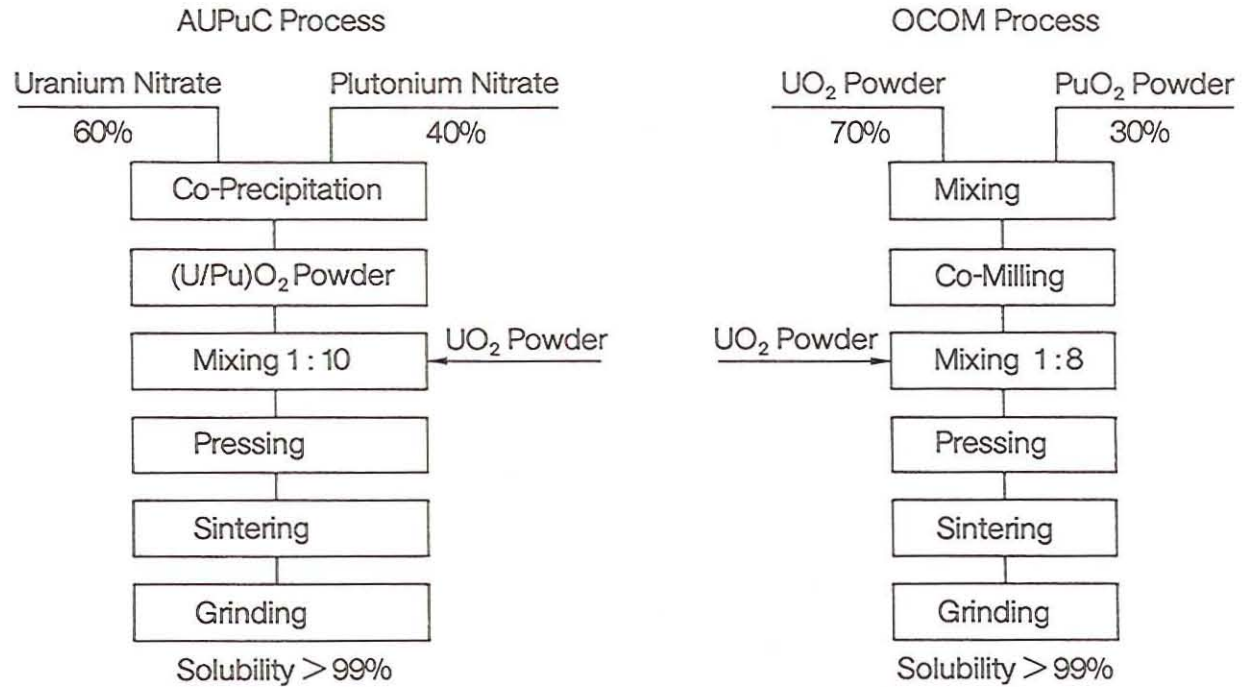 AUPuC Process
Uranium Nitrate
60%
Plutonium Nitrate
40%
Co-Precipitation
(U/Pu)O₂ Powder
Mixing 1 : 10
UO₂ Powder
Pressing
Sintering
Grinding
Solubility > 99%
OCOM Process
UO₂ Powder
70%
PuO₂ Powder
30%
Mixing
Co-Milling
UO₂ Powder
Mixing 1 : 8
Pressing
Sintering
Grinding
Solubility > 99%